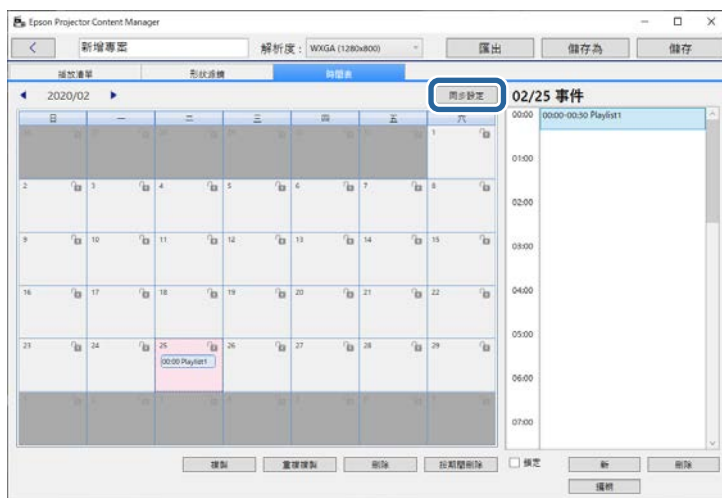 Epson Projector Content Manager
新增專案 解析度： WXGA (1280x800) 匯出 儲存為 儲存
播放清單 形狀濾鏡 時間表
2020/02 同步設定 02/25 事件
日 一 二 三 四 五 六
00:00 00:00-00:30 Playlist1
1
01:00
2 3 4 5 6 7 8
02:00
9 10 11 12 13 14 15
03:00
16 17 18 19 20 21 22
04:00
05:00
23 24 25 26 27 28 29
00:00 Playlist1
06:00
07:00
複製 重複複製 刪除 按期間刪除 鎖定 新 刪除
編輯